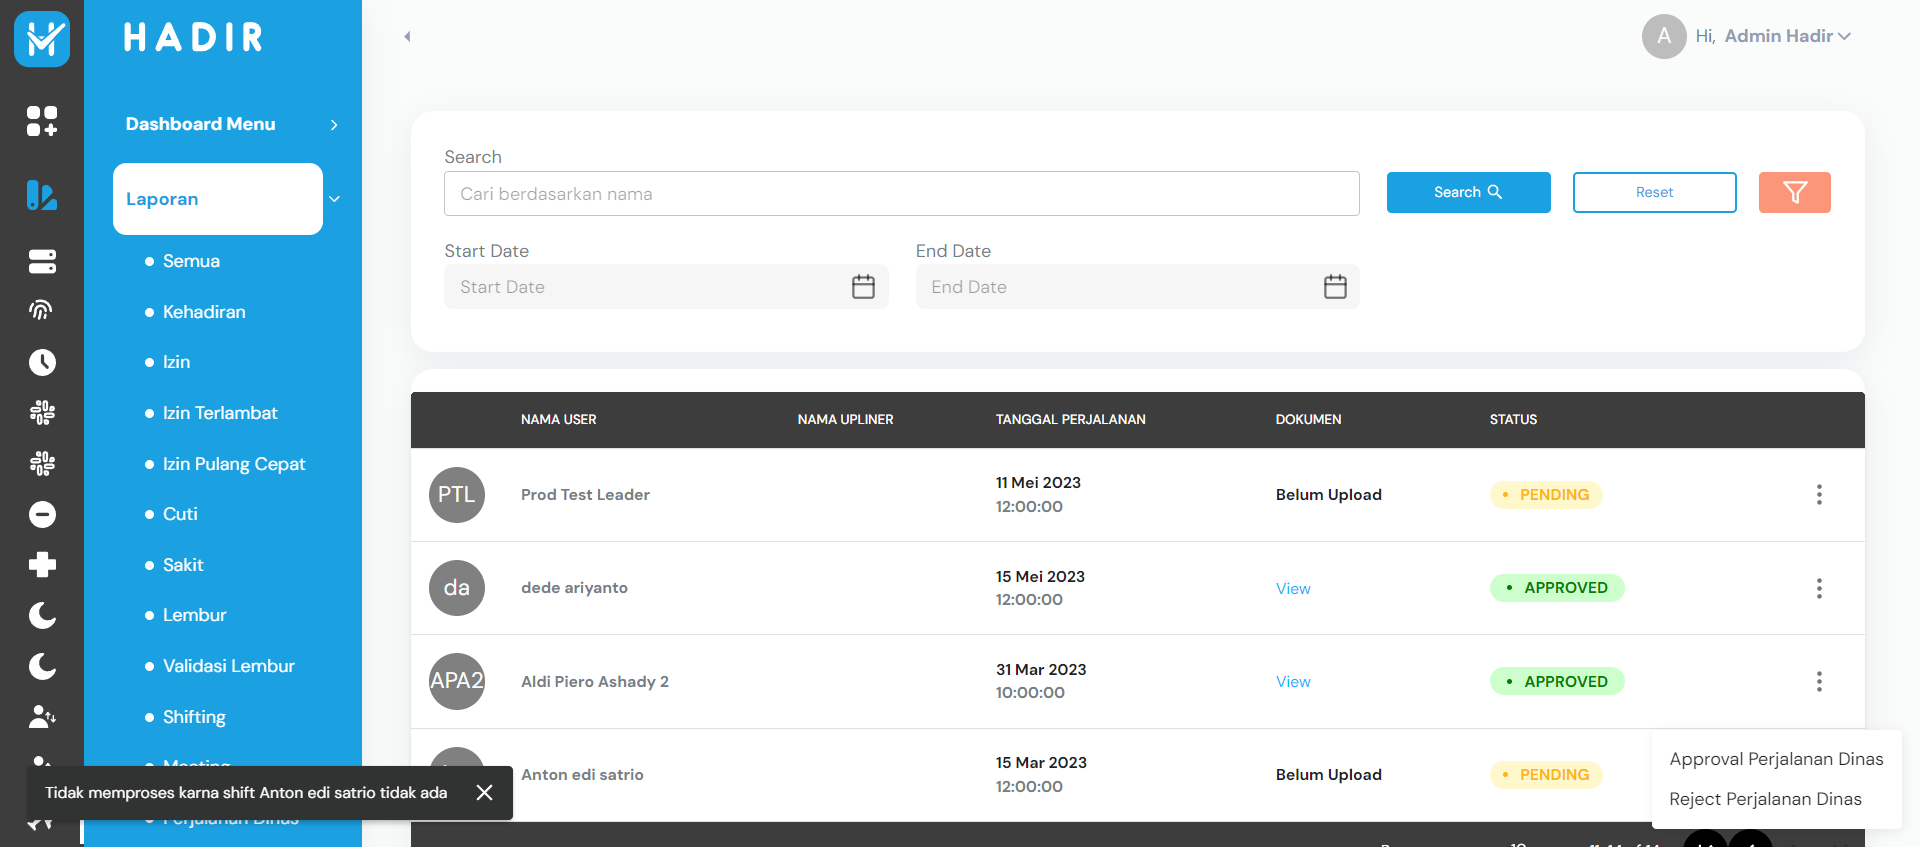 HADIR
A Hi, Admin Hadir
Dashboard Menu
Laporan
Semua
Kehadiran
Izin
Izin Terlambat
Izin Pulang Cepat
Cuti
Sakit
Lembur
Validasi Lembur
Shifting
Meeting
Perjalanan Dinas
Search
Cari berdasarkan nama
Search
Reset
Start Date
End Date
Start Date
End Date
NAMA USER NAMA UPLINER TANGGAL PERJALANAN DOKUMEN STATUS
PTL Prod Test Leader 11 Mei 2023 Belum Upload • PENDING
12:00:00
da dede ariyanto 15 Mei 2023 View • APPROVED
12:00:00
APA2 Aldi Piero Ashady 2 31 Mar 2023 View • APPROVED
10:00:00
Anton edi satrio 15 Mar 2023 Belum Upload • PENDING
12:00:00
Approval Perjalanan Dinas
Reject Perjalanan Dinas
Tidak memproses karna shift Anton edi satrio tidak ada